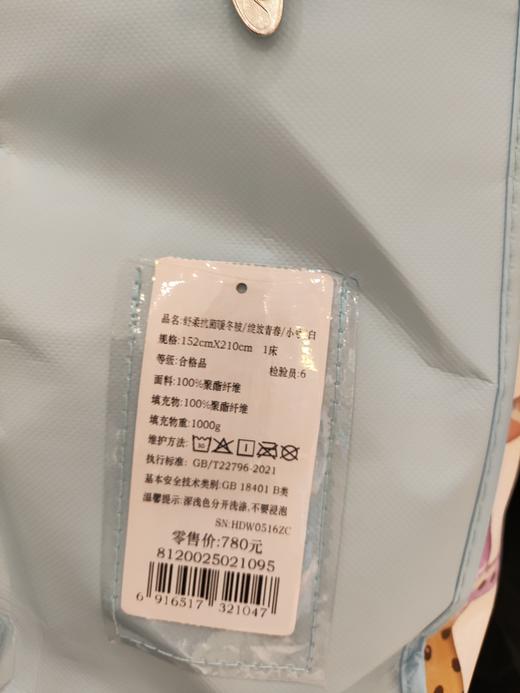 品名:舒柔抗菌暖冬被/绽放青春/小 白
规格:152cmX210cm 1床
等级:合格品 检验员:6
面料:100%聚酯纤维
填充物:100%聚酯纤维
填充物重:1000g
维护方法: 30
执行标准: GB/T22796-2021
基本安全技术类别:GB 18401 B类
温馨提示:深浅色分开洗涤,不要浸泡
SN:HDW0516ZC
零售价:780元
8120025021095
6 916517 321047